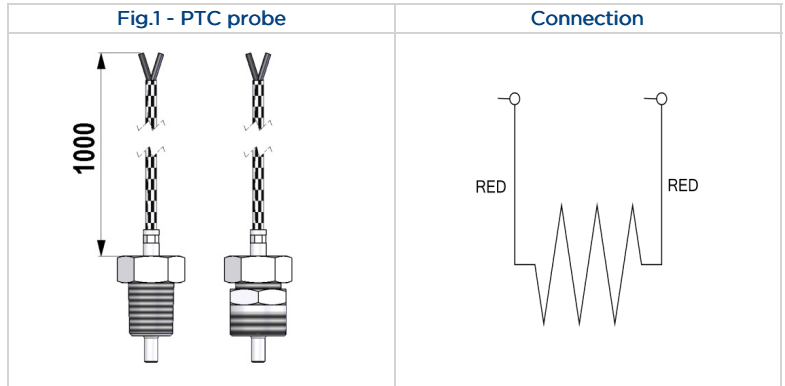 Fig.1 - PTC probe
Connection
1000
RED
RED